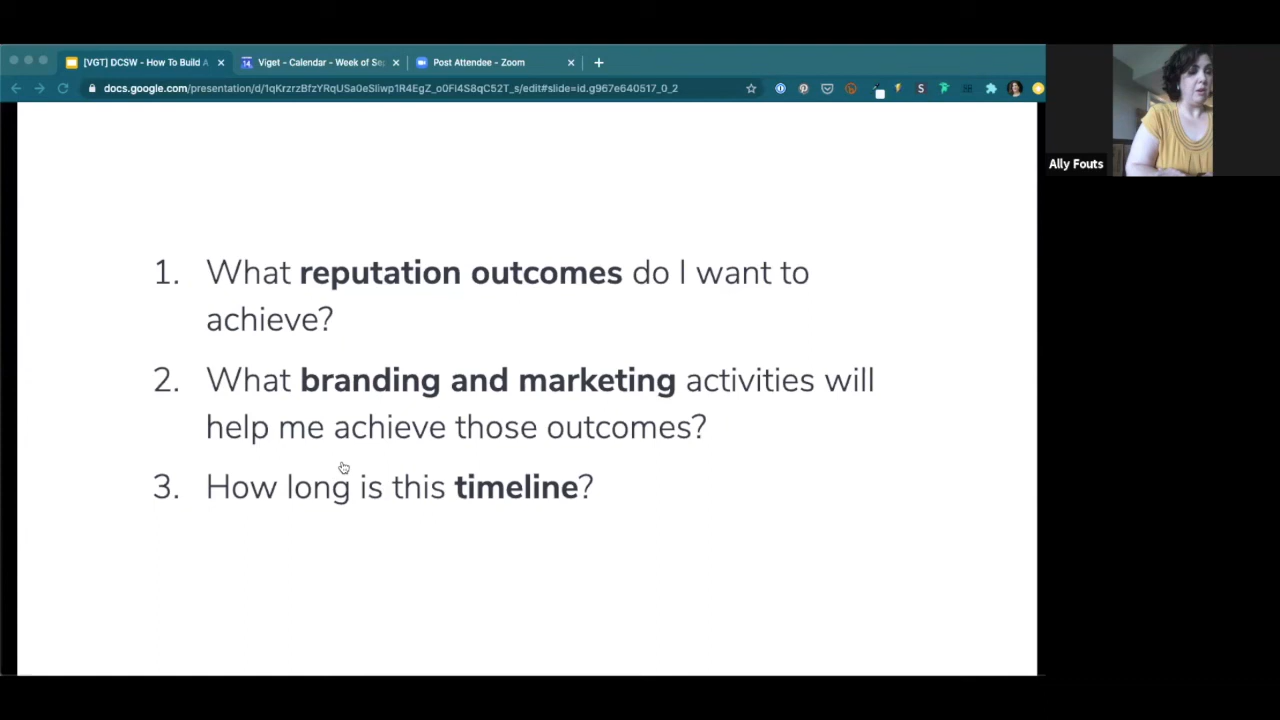 [VGT] DCSW - How To Build A
Viget - Calendar - Week of Se
Post Attendee - Zoom
docs.google.com/presentation/d/1qKrzrzBfzYRqUSa0eSliwp1R4EgZ_o0Fl4S8qC52T_s/edit#slide=id.g967e640517_0_2
Ally Fouts
1. What reputation outcomes do I want to
achieve?
2. What branding and marketing activities will
help me achieve those outcomes?
3. How long is this timeline?